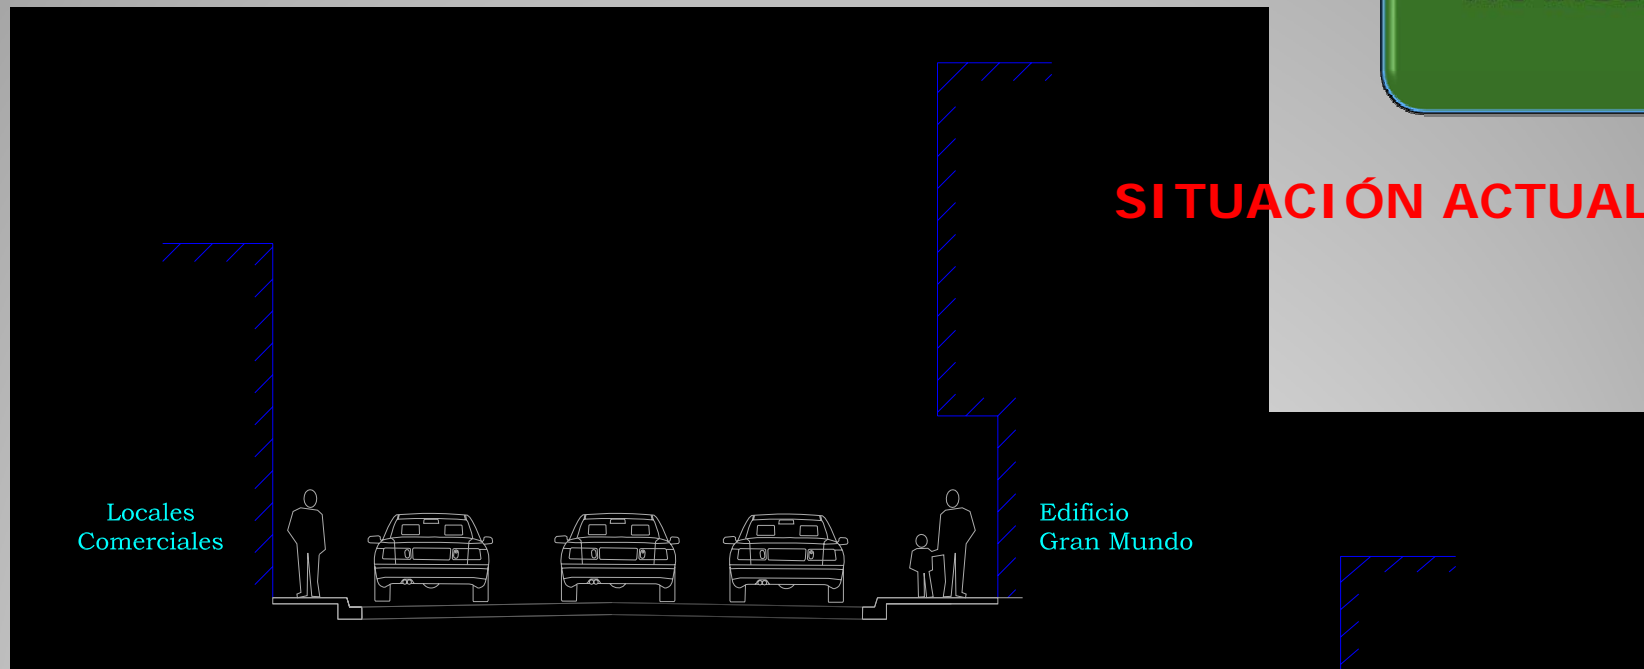 SITUACIÓN ACTUAL
Locales
Comerciales
Edificio
Gran Mundo